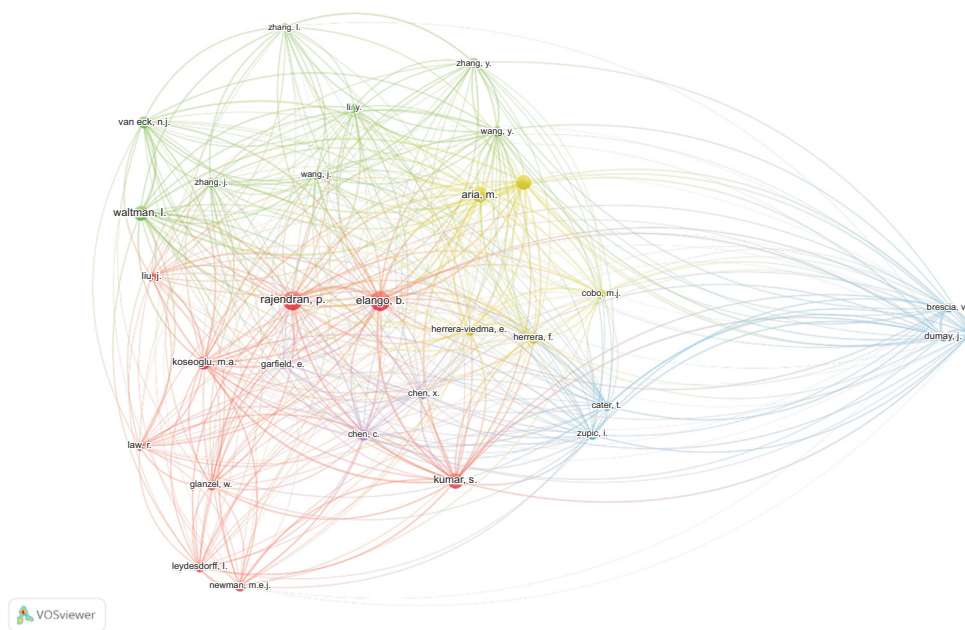 zhang. l.
zhang, y.
li, y.
van eck, n.j.
wang, y.
wang, j.
zhang, j.
aria, m.
waltman, l.
liu, j.
cobo, m.j.
rajendran, p.
elango, b.
brescia, v.
herrera-viedma, e.
herrera, f.
dumay, j.
koseoglu, m.a.
garfield, e.
chen, x.
cater, t.
chen, c.
zupic, i.
law, r.
kumar, s.
glanzel, w.
leydesdorff, l.
newman, m.e.j.
VOSviewer